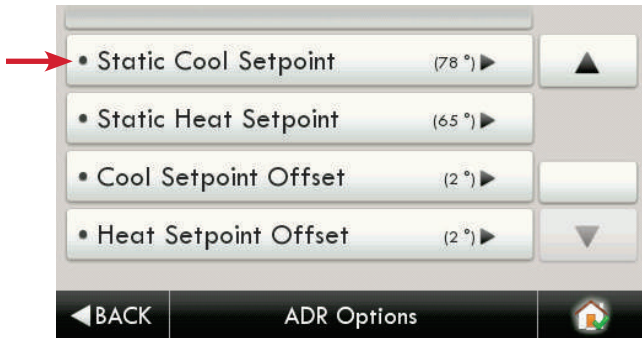 • Static Cool Setpoint (78 °)▶
• Static Heat Setpoint (65 °)▶
• Cool Setpoint Offset (2 °)▶
• Heat Setpoint Offset (2 °)▶
◀BACK ADR Options